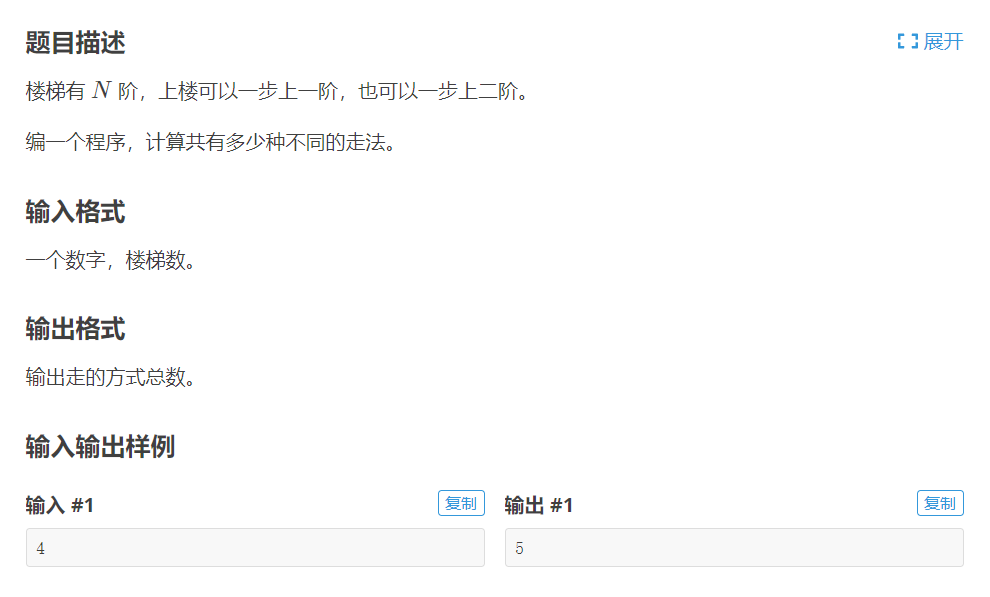 题目描述
展开
楼梯有 N 阶，上楼可以一步上一阶，也可以一步上二阶。
编一个程序，计算共有多少种不同的走法。
输入格式
一个数字，楼梯数。
输出格式
输出走的方式总数。
输入输出样例
输入 #1
复制
输出 #1
复制
4
5